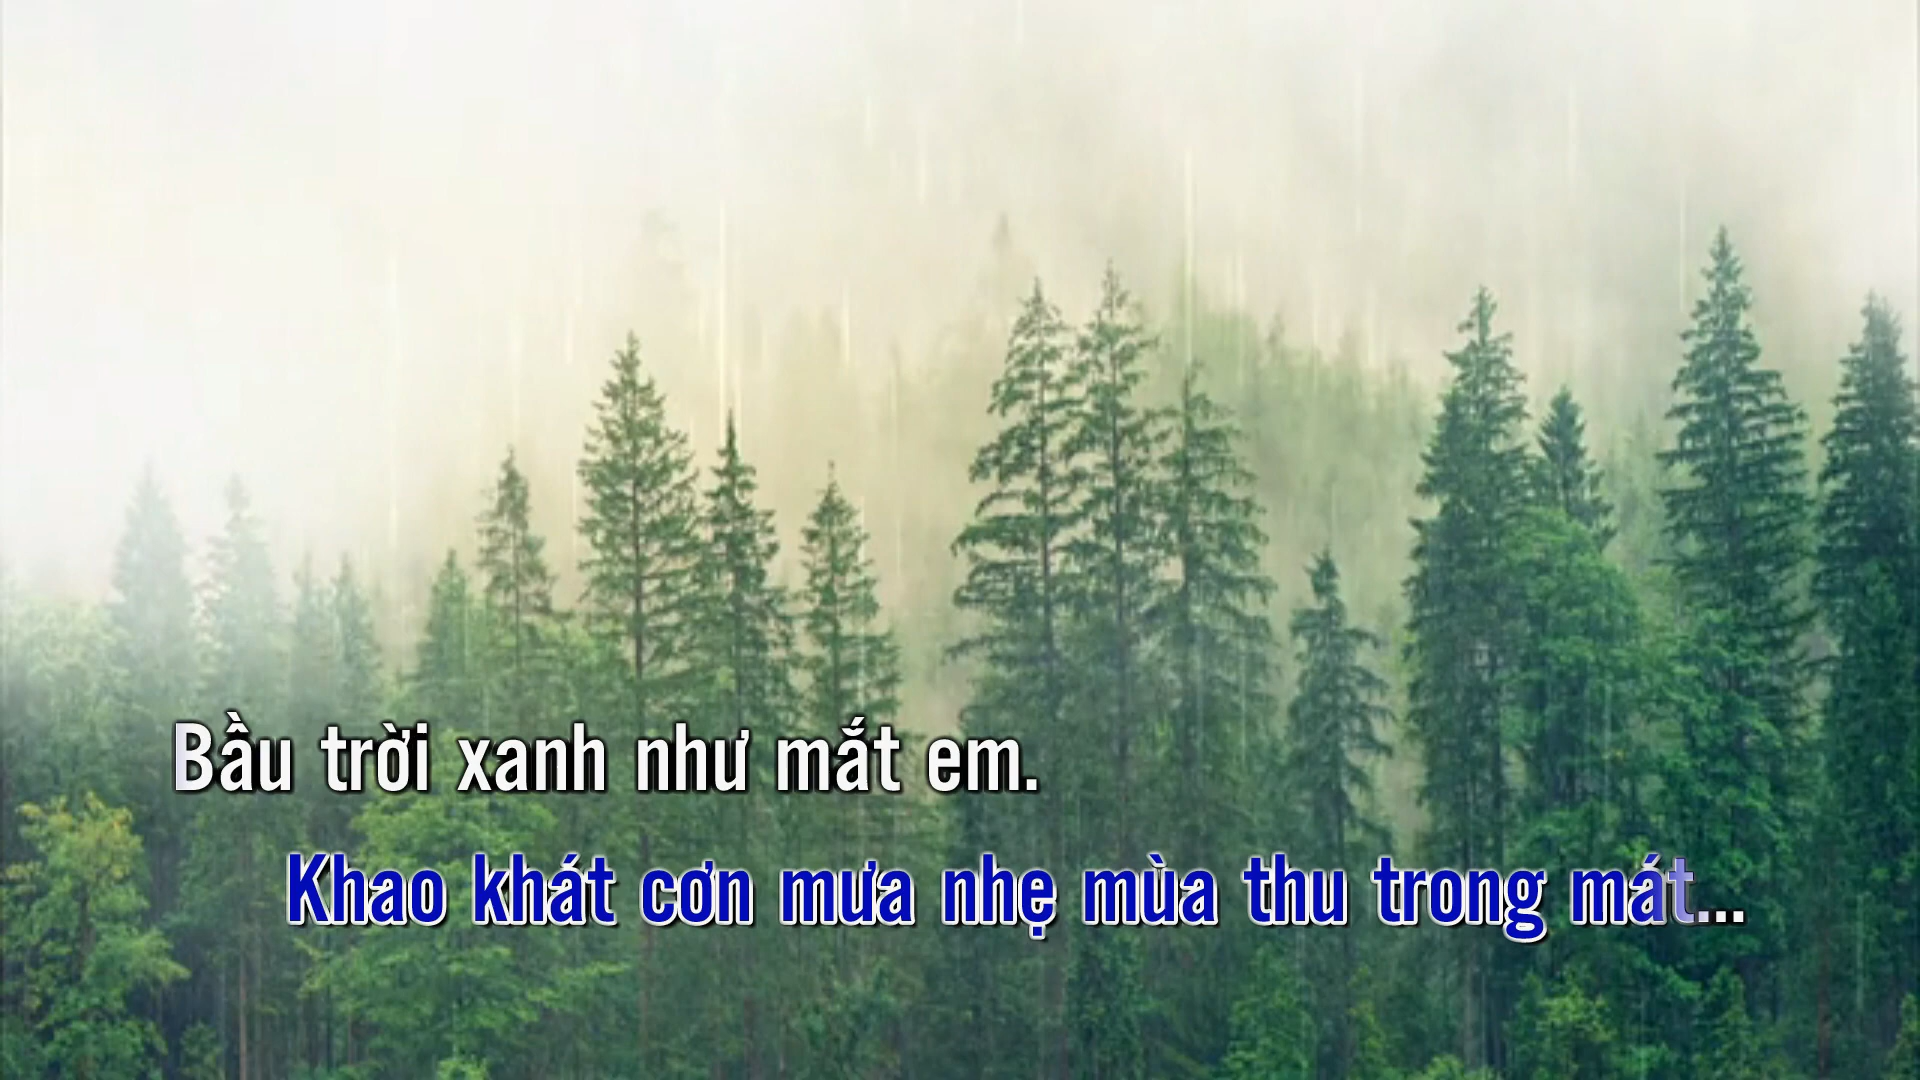 Bầu trời xanh như mắt em.
Khao khát cơn mưa nhẹ mùa thu trong mát...